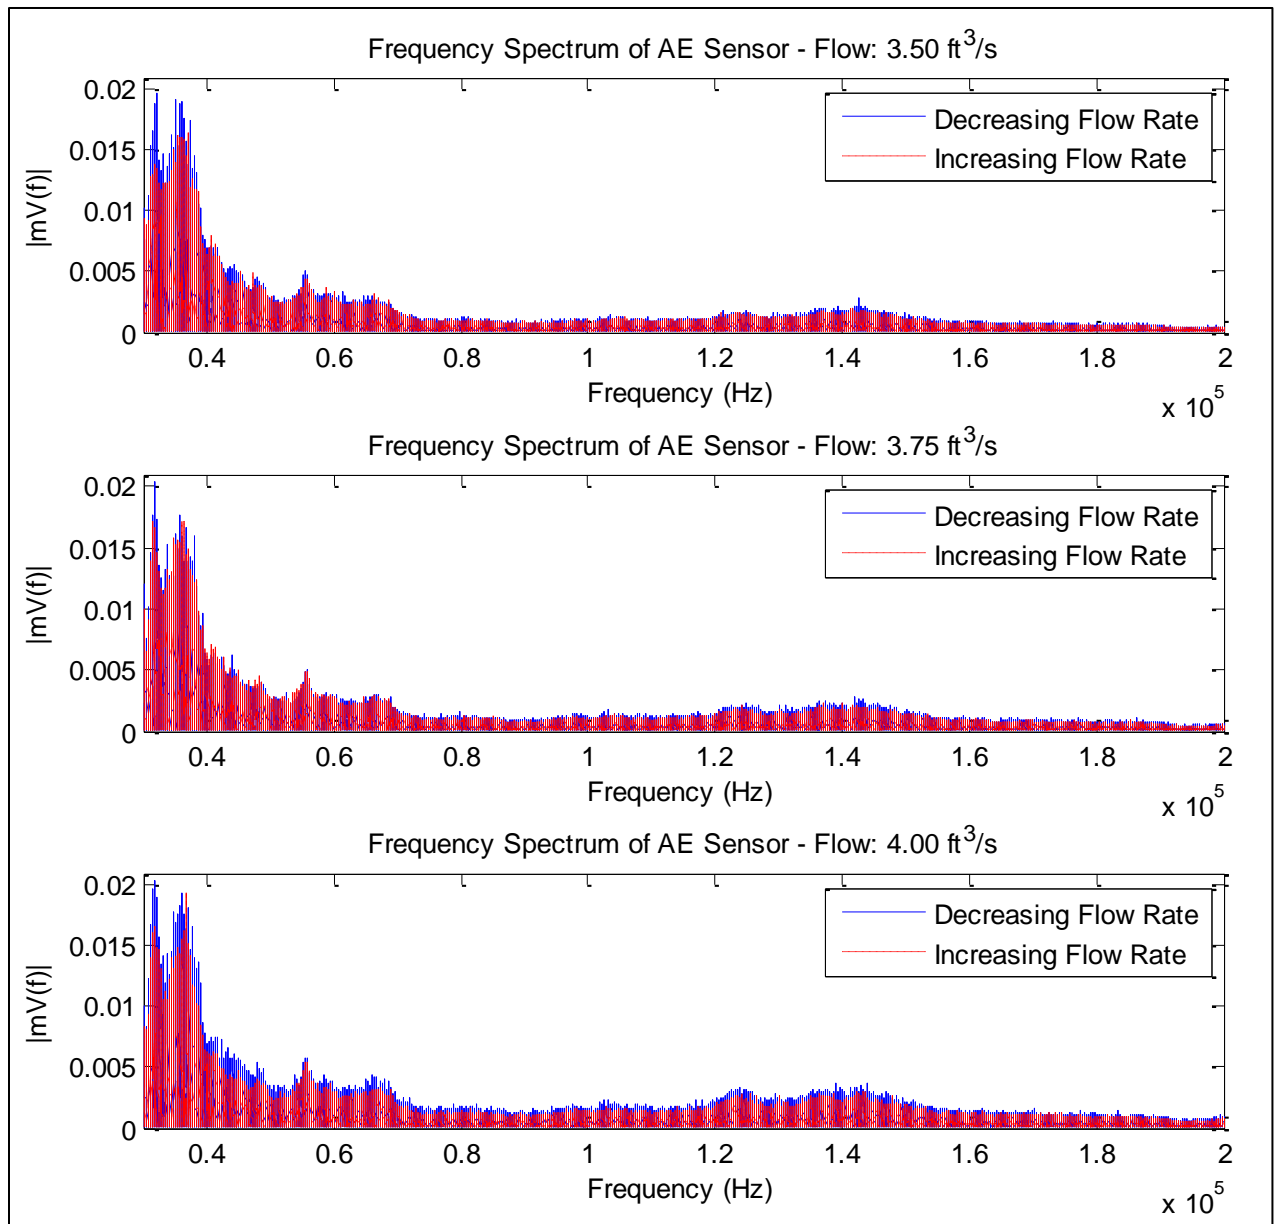 Frequency Spectrum of AE Sensor - Flow: 3.50 ft³/s
0.02
0.015
0.01
0.005
0
|mV(f)|
Decreasing Flow Rate
Increasing Flow Rate
0.4 0.6 0.8 1 1.2 1.4 1.6 1.8 2
Frequency (Hz)
x 10⁵
Frequency Spectrum of AE Sensor - Flow: 3.75 ft³/s
0.02
0.015
0.01
0.005
0
|mV(f)|
Decreasing Flow Rate
Increasing Flow Rate
0.4 0.6 0.8 1 1.2 1.4 1.6 1.8 2
Frequency (Hz)
x 10⁵
Frequency Spectrum of AE Sensor - Flow: 4.00 ft³/s
0.02
0.015
0.01
0.005
0
|mV(f)|
Decreasing Flow Rate
Increasing Flow Rate
0.4 0.6 0.8 1 1.2 1.4 1.6 1.8 2
Frequency (Hz)
x 10⁵